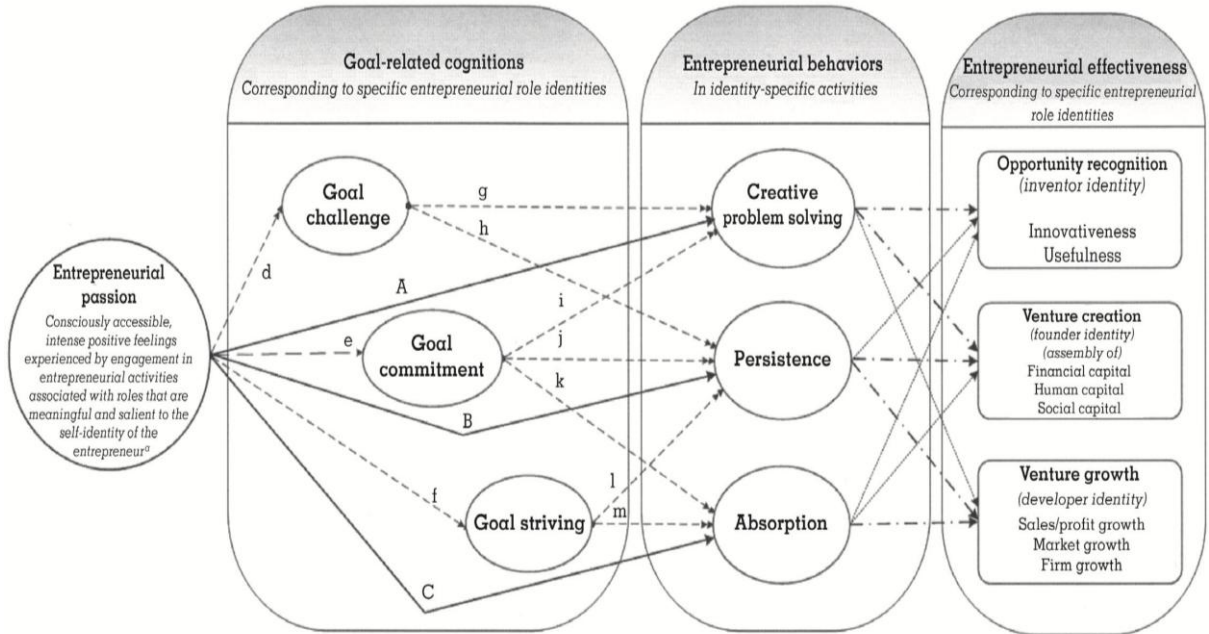 Goal-related cognitions
Corresponding to specific entrepreneurial role identities
Entrepreneurial behaviors
In identity-specific activities
Entrepreneurial effectiveness
Corresponding to specific entrepreneurial
role identities
Entrepreneurial
passion
Consciously accessible,
intense positive feelings
experienced by engagement in
entrepreneurial activities
associated with roles that are
meaningful and salient to the
self-identity of the
entrepreneurᵃ
d
e
f
A
B
C
Goal
challenge
Goal
commitment
Goal striving
g
h
i
j
k
l
m
Creative
problem solving
Persistence
Absorption
Opportunity recognition
(inventor identity)
Innovativeness
Usefulness
Venture creation
(founder identity)
(assembly of)
Financial capital
Human capital
Social capital
Venture growth
(developer identity)
Sales/profit growth
Market growth
Firm growth